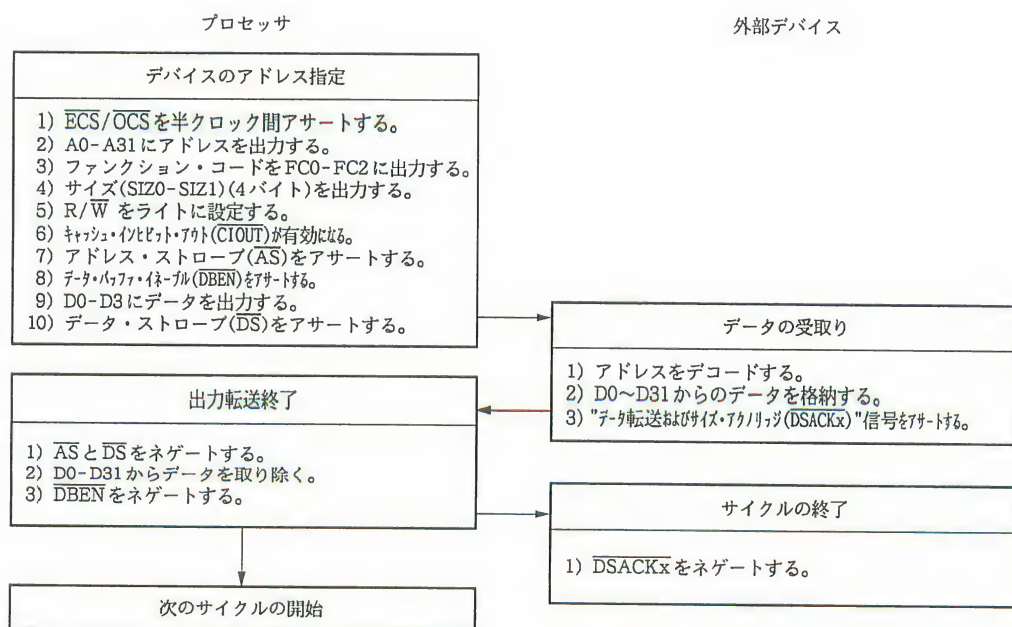 プロセッサ
外部デバイス
デバイスのアドレス指定
1) ECS/OCSを半クロック間アサートする。
2) A0-A31にアドレスを出力する。
3) ファンクション・コードをFC0-FC2に出力する。
4) サイズ(SIZ0-SIZ1)(4バイト)を出力する。
5) R/Wをライトに設定する。
6) キャッシュ・インヒビット・アウト(CIOUT)が有効になる。
7) アドレス・ストローブ(AS)をアサートする。
8) データ・バッファ・イネーブル(DBEN)をアサートする。
9) D0-D3にデータを出力する。
10) データ・ストローブ(DS)をアサートする。
データの受取り
1) アドレスをデコードする。
2) D0～D31からのデータを格納する。
3) "データ転送およびサイズ・アクノリッジ(DSACKx)"信号をアサートする。
出力転送終了
1) ASとDSをネゲートする。
2) D0-D31からデータを取り除く。
3) DBENをネゲートする。
サイクルの終了
1) DSACKxをネゲートする。
次のサイクルの開始